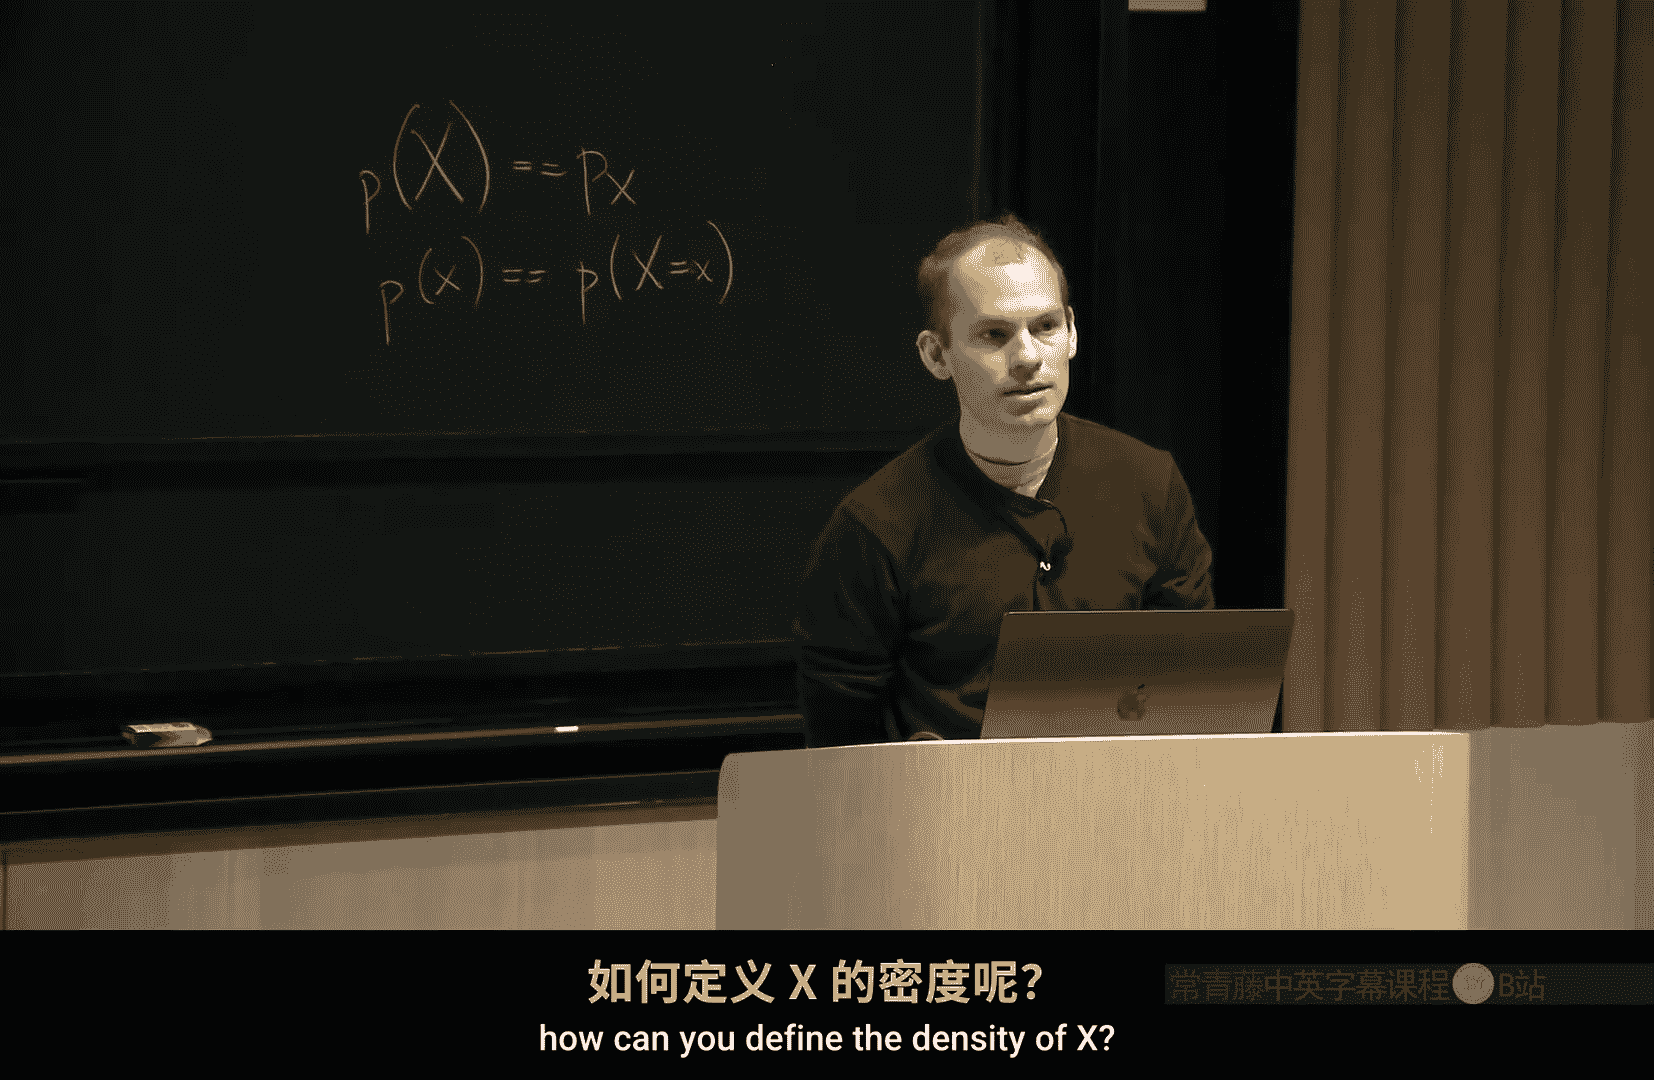 p(X) == pX
p(x) == p(X=x)
如何定义 X 的密度呢?
常青藤中英字幕课程 B站
how can you define the density of X?